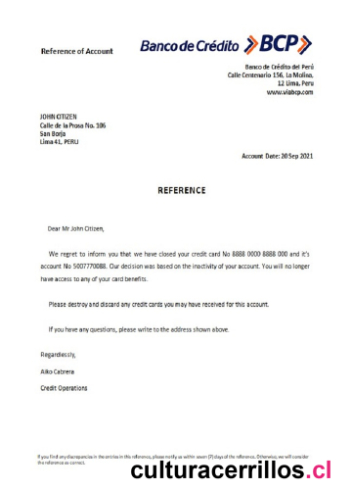 Reference of Account
Banco de Crédito BCP
Banco de Crédito del Perú
Calle Centenario 156, La Molina,
12 Lima, Peru
www.viabcp.com
JOHN CITIZEN
Calle de la Prosa No. 106
San Borja
Lima 41, PERU
Account Date: 28 Sep 2021
REFERENCE
Dear Mr John Citizen,
We regret to inform you that we have closed your credit card No 8888 0000 8888 000 and it's
account No 5007770088. Our decision was based on the inactivity of your account. You will no longer
have access to any of your card benefits.
Please destroy and discard any credit cards you may have received for this account.
If you have any questions, please write to the address shown above.
Regardlessly,
Aiko Cabrera
Credit Operations
If you find any discrepancies in the entries in this reference, please notify us within seven (7) days of the reference. Otherwise, we will consider
the reference as correct.
culturacerrillos.cl